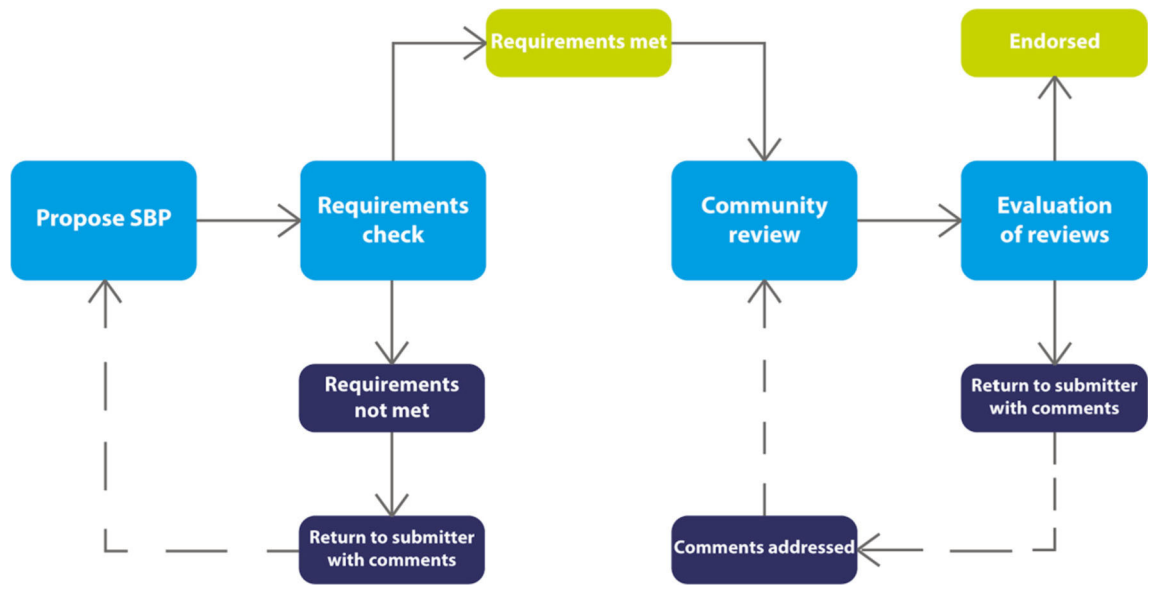 Requirements met
Endorsed
Propose SBP
Requirements
check
Community
review
Evaluation
of reviews
Requirements
not met
Return to submitter
with comments
Return to submitter
with comments
Comments addressed